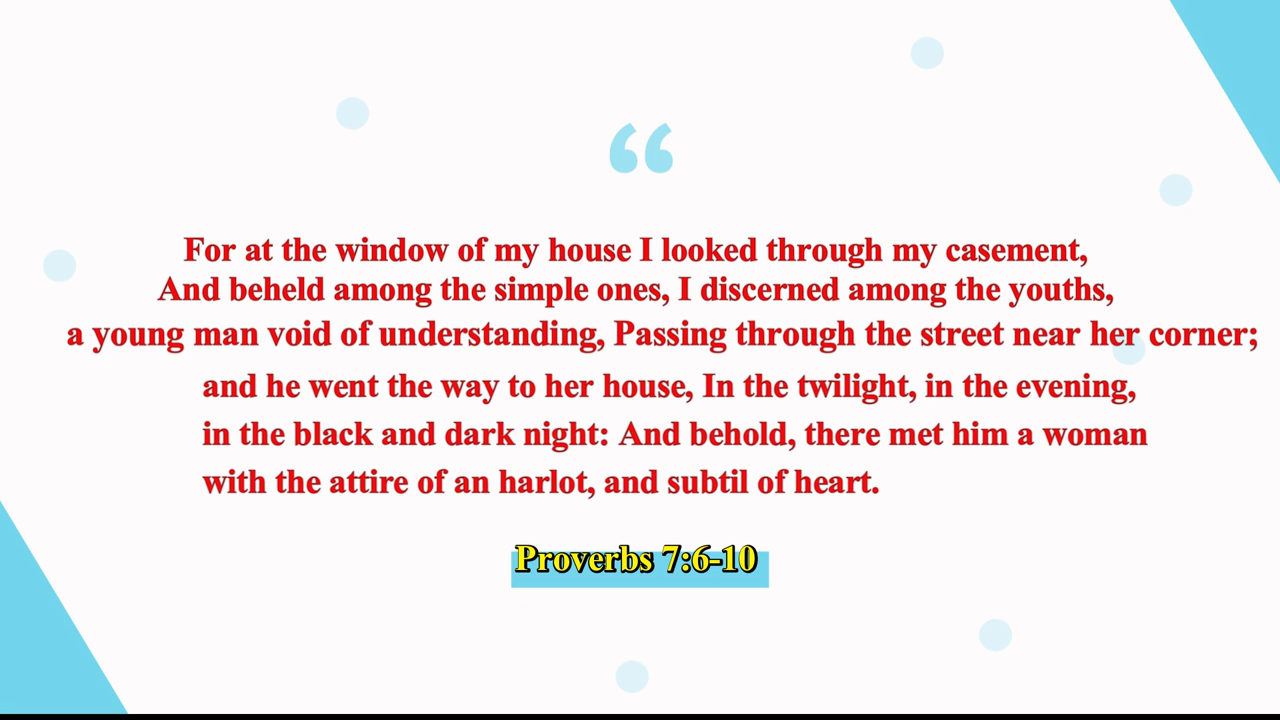 “
For at the window of my house I looked through my casement,
And beheld among the simple ones, I discerned among the youths,
a young man void of understanding, Passing through the street near her corner;
and he went the way to her house, In the twilight, in the evening,
in the black and dark night: And behold, there met him a woman
with the attire of an harlot, and subtil of heart.
Proverbs 7:6-10